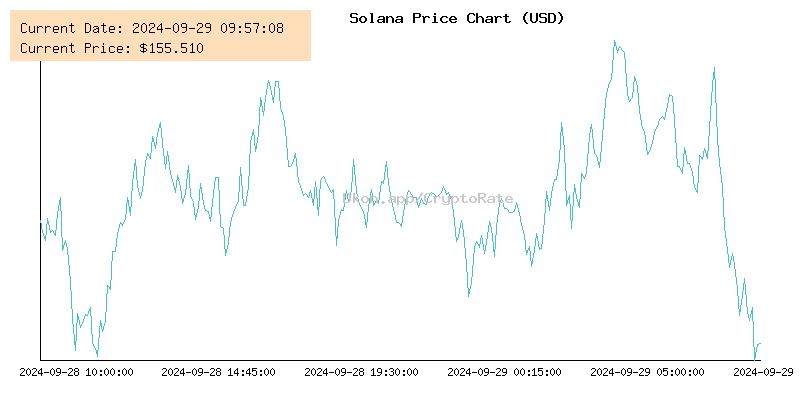 Solana Price Chart (USD)
Current Date: 2024-09-29 09:57:08
Current Price: $155.510
2024-09-28 10:00:00
2024-09-28 14:45:00
2024-09-28 19:30:00
2024-09-29 00:15:00
2024-09-29 05:00:00
2024-09-29